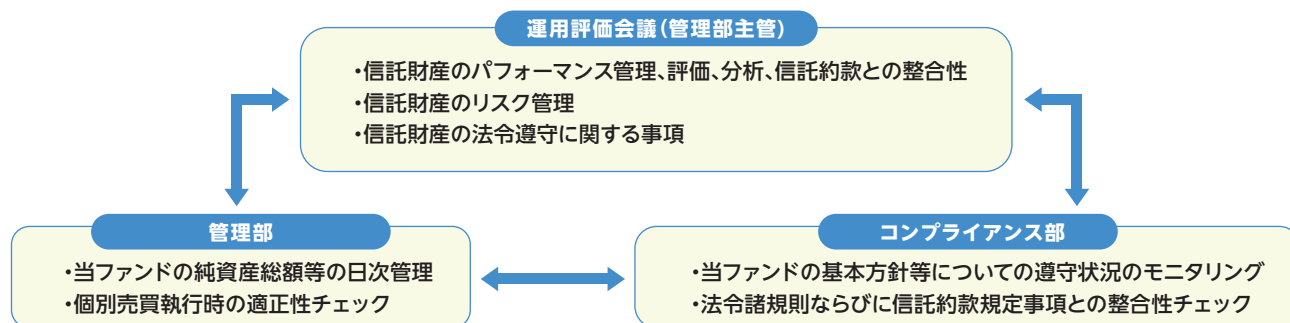 運用評価会議(管理部主管)
・信託財産のパフォーマンス管理、評価、分析、信託約款との整合性
・信託財産のリスク管理
・信託財産の法令遵守に関する事項
管理部
・当ファンドの純資産総額等の日次管理
・個別売買執行時の適正性チェック
コンプライアンス部
・当ファンドの基本方針等についての遵守状況のモニタリング
・法令諸規則ならびに信託約款規定事項との整合性チェック